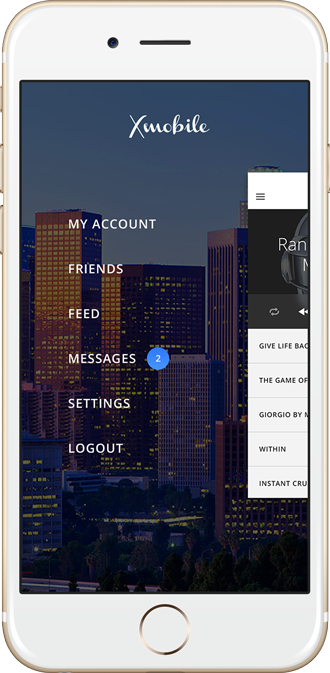 Xmobile
MY ACCOUNT
FRIENDS
FEED
MESSAGES 2
SETTINGS
LOGOUT
Ran
M
GIVE LIFE BAC
THE GAME OF
GIORGIO BY M
WITHIN
INSTANT CRU